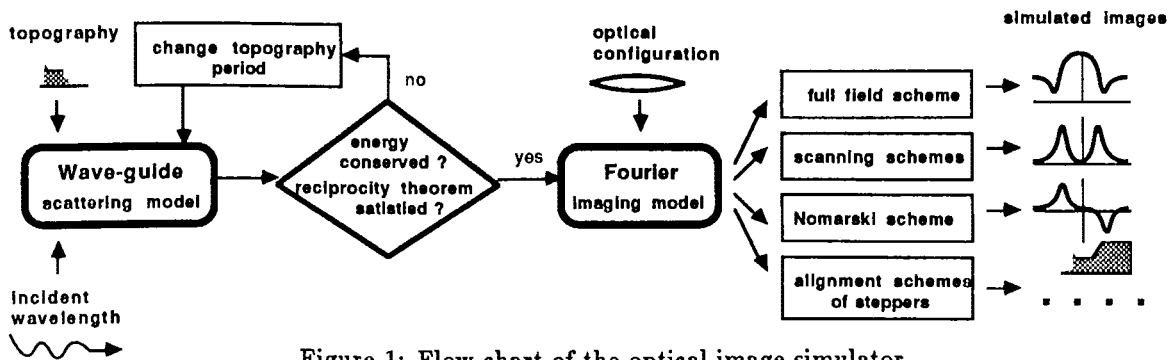 topography
change topography
period
no
Wave-guide
scattering model
incident
wavelength
energy
conserved ?
reciprocity theorem
satistied ?
yes
optical
configuration
Fourier
imaging model
full field scheme
scanning schemes
Nomarski scheme
alignment schemes
of steppers
simulated images
Figure 1: Flow chart of the optical image simulator